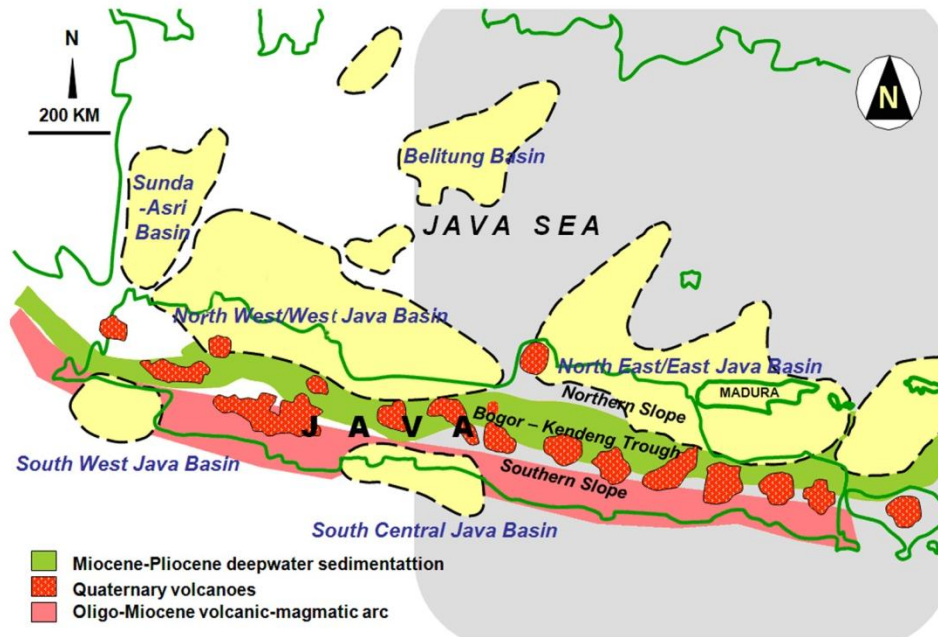 N
200 KM
N
Belitung Basin
Sunda
-Asri
Basin
JAVA SEA
North West/West Java Basin
North East/East Java Basin
MADURA
Northern Slope
JAVA
Bogor – Kendeng Trough
Southern Slope
South West Java Basin
South Central Java Basin
Miocene-Pliocene deepwater sedimentattion
Quaternary volcanoes
Oligo-Miocene volcanic-magmatic arc